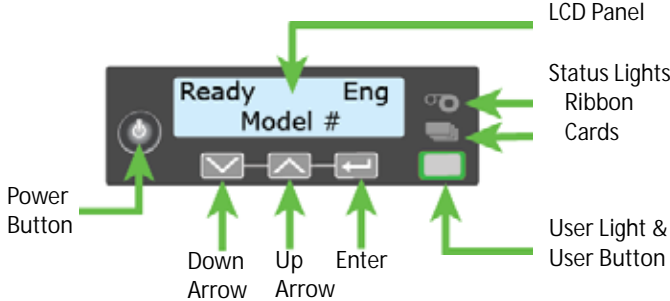 LCD Panel
Status Lights
Ribbon
Cards
Ready Eng
Model #
Power
Button
Down
Arrow
Up
Arrow
Enter
User Light &
User Button